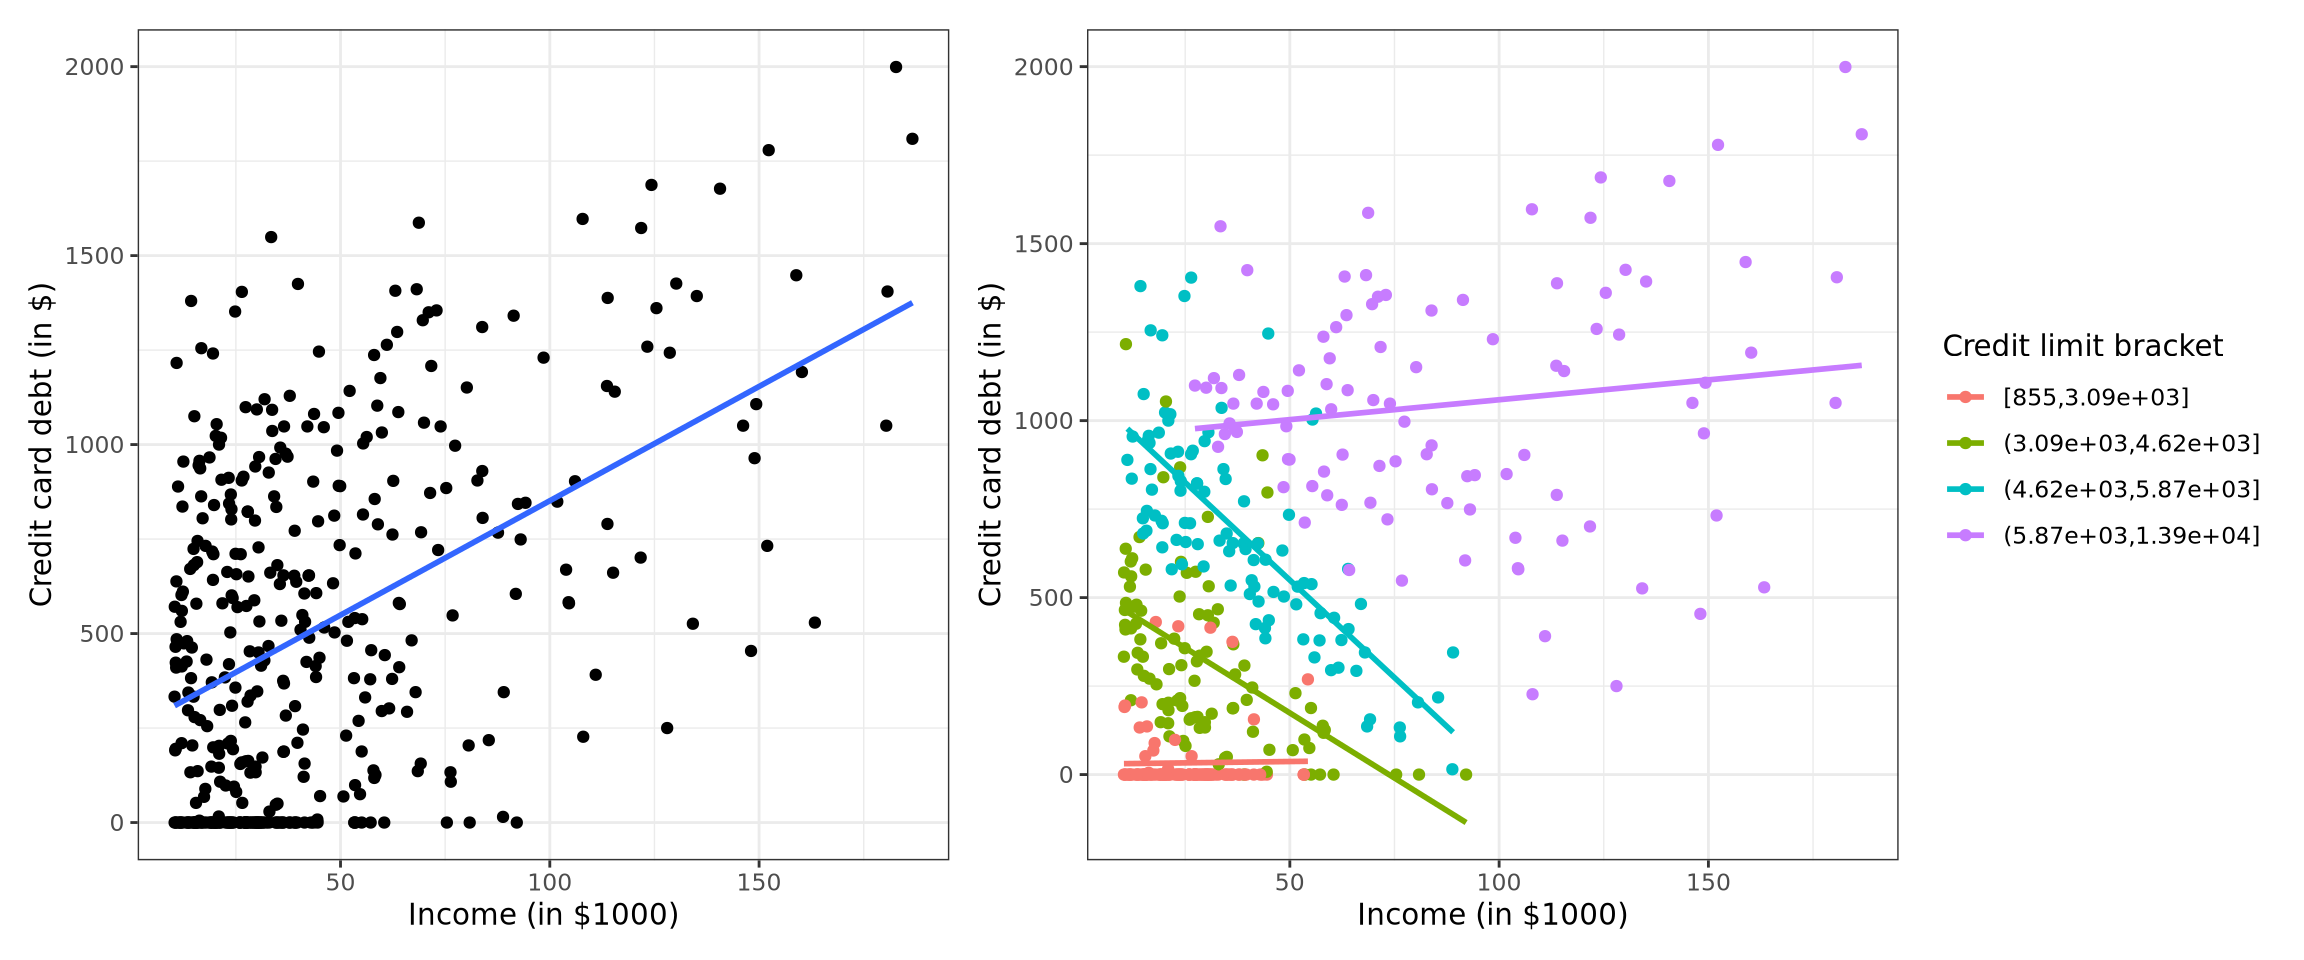 2000
1500
1000
500
0
Credit card debt (in $)
50 100 150
Income (in $1000)
2000
1500
1000
500
0
Credit card debt (in $)
50 100 150
Income (in $1000)
Credit limit bracket
[855,3.09e+03]
(3.09e+03,4.62e+03]
(4.62e+03,5.87e+03]
(5.87e+03,1.39e+04]